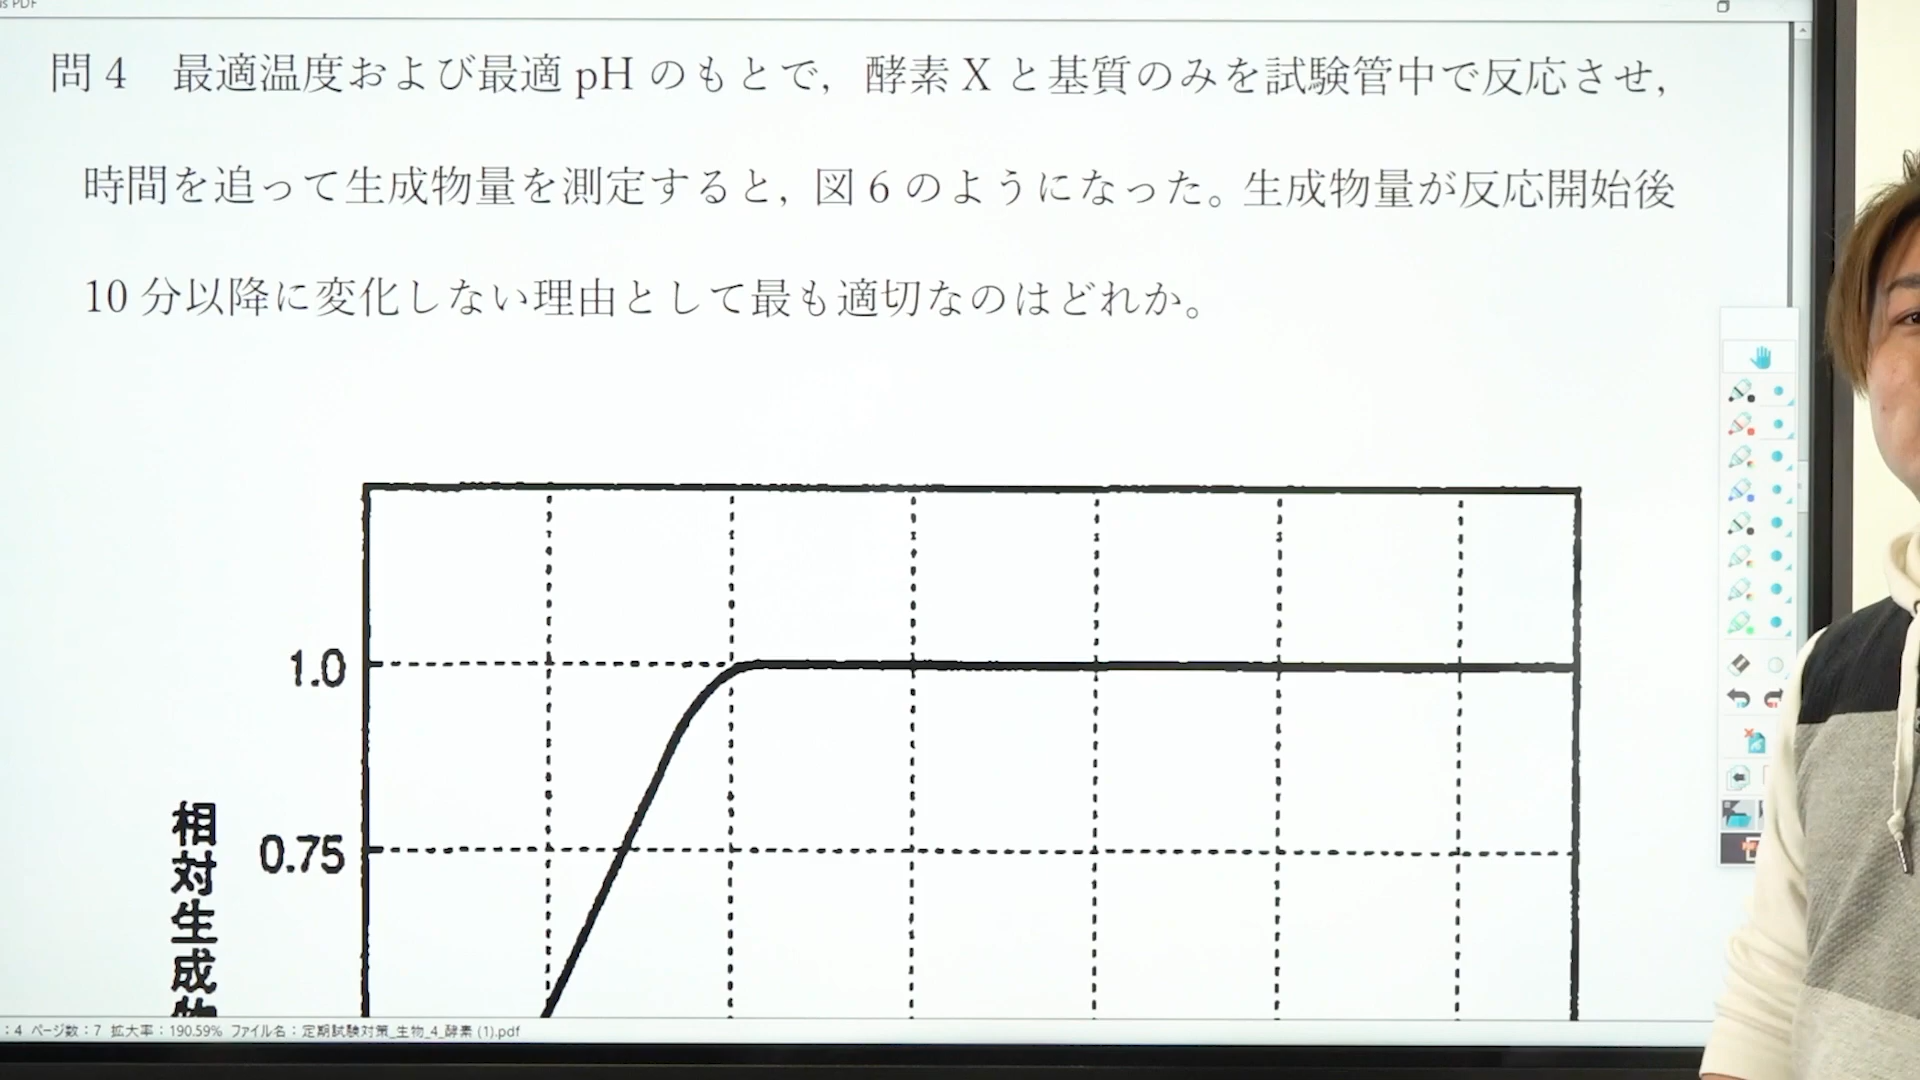 us PDF
問 4　最適温度および最適 pH のもとで，酵素 X と基質のみを試験管中で反応させ，
時間を追って生成物量を測定すると，図 6 のようになった。生成物量が反応開始後
10 分以降に変化しない理由として最も適切なのはどれか。
1.0
0.75
相対生成物
: 4 ページ数：7 拡大率：190.59% ファイル名：定期試験対策_生物_4_酵素 (1).pdf